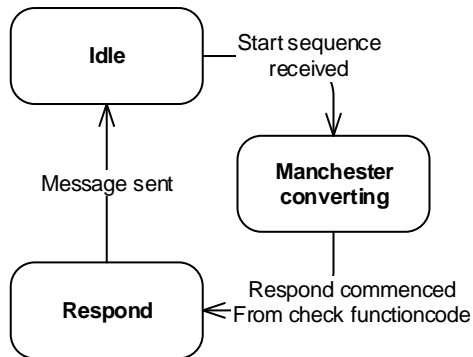 Idle
Start sequence
received
Manchester
converting
Message sent
Respond commenced
From check functioncode
Respond